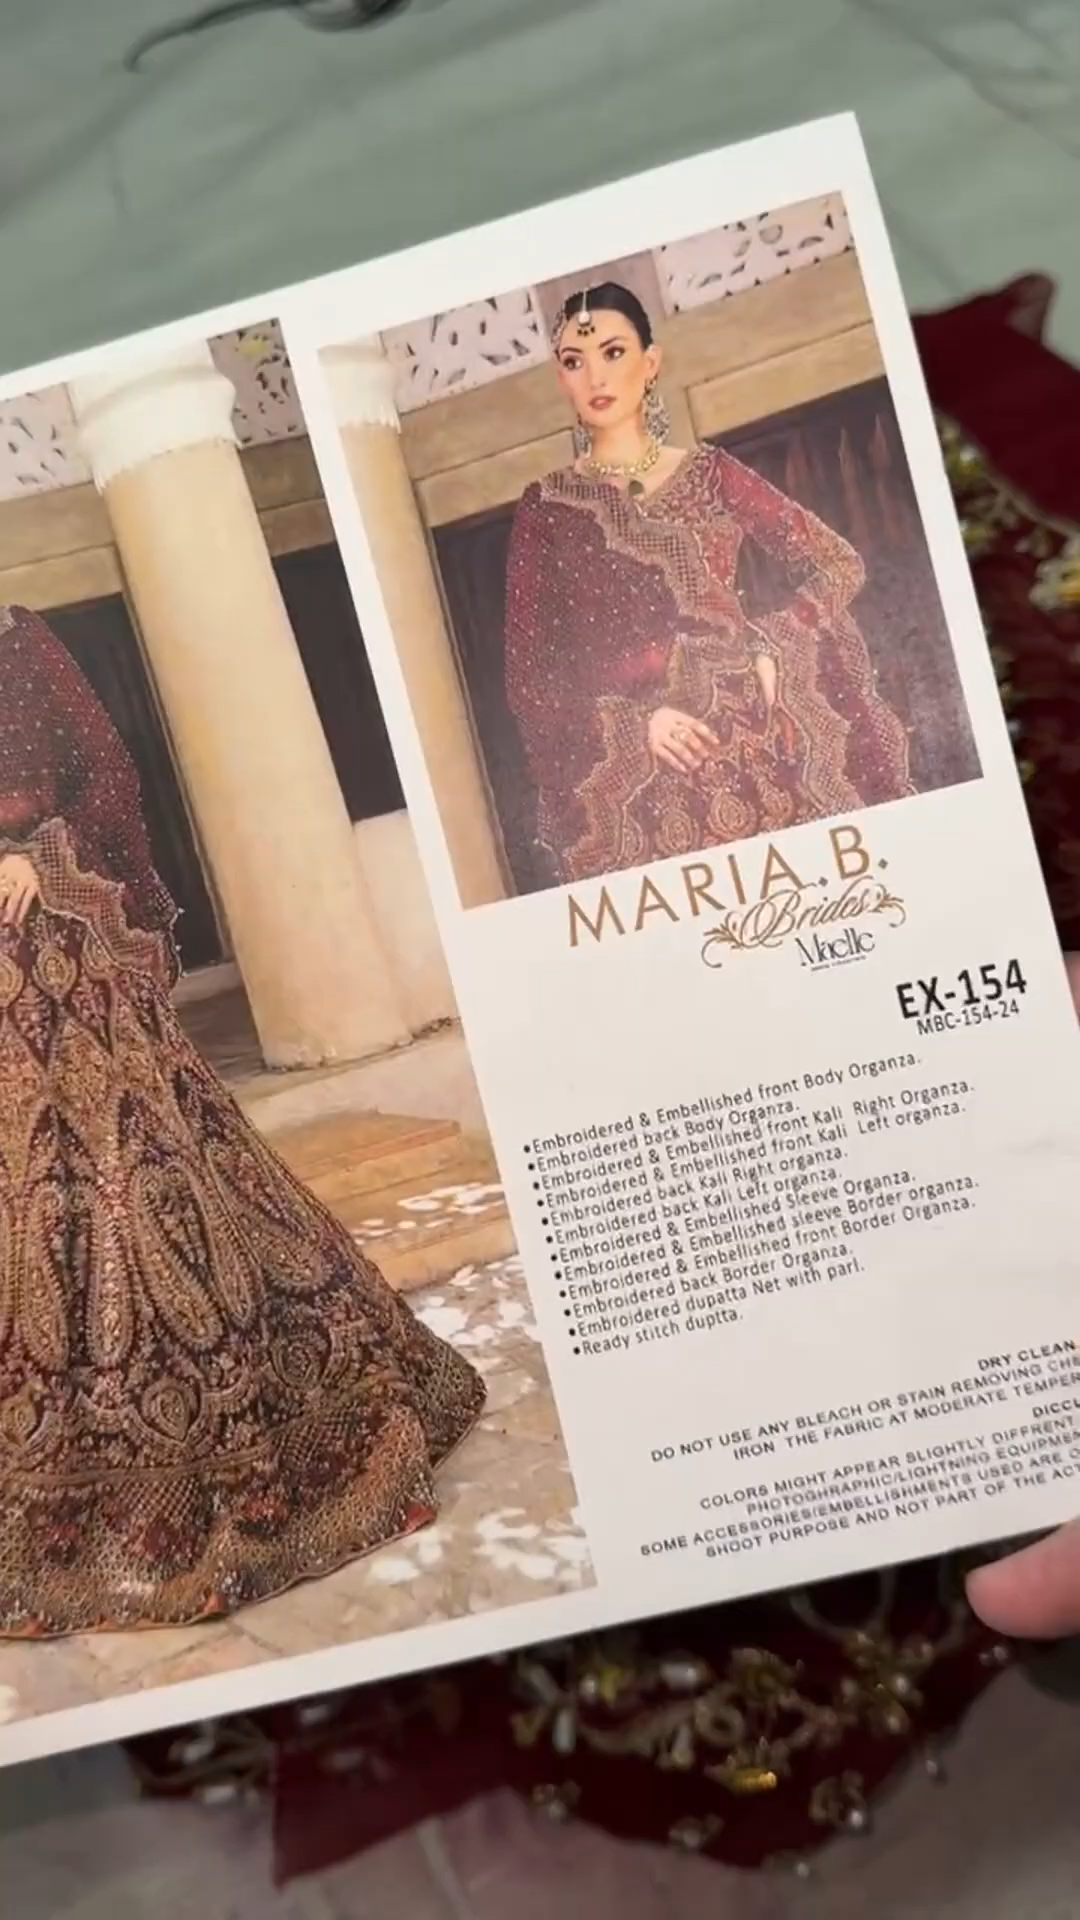 MARIA.B.
Brides
Maelle
EX-154
MBC-154-24
•Embroidered & Embellished front Body Organza.
•Embroidered back Body Organza.
•Embroidered & Embellished front Kali Right Organza.
•Embroidered & Embellished front Kali Left organza.
•Embroidered back Kali Right organza.
•Embroidered back Kali Left organza.
•Embroidered & Embellished Sleeve Organza.
•Embroidered & Embellished sleeve Border organza.
•Embroidered & Embellished front Border Organza.
•Embroidered back Border Organza.
•Embroidered dupatta Net with parl.
•Ready stitch duptta.
DRY CLEAN
DO NOT USE ANY BLEACH OR STAIN REMOVING CHE
IRON THE FABRIC AT MODERATE TEMPER
DICCL
COLORS MIGHT APPEAR SLIGHTLY DIFFRENT
PHOTOGHRAPHIC/LIGHTNING EQUIPMEN
SOME ACCESSORIES/EMBELLISHMENTS USED ARE O
SHOOT PURPOSE AND NOT PART OF THE ACT